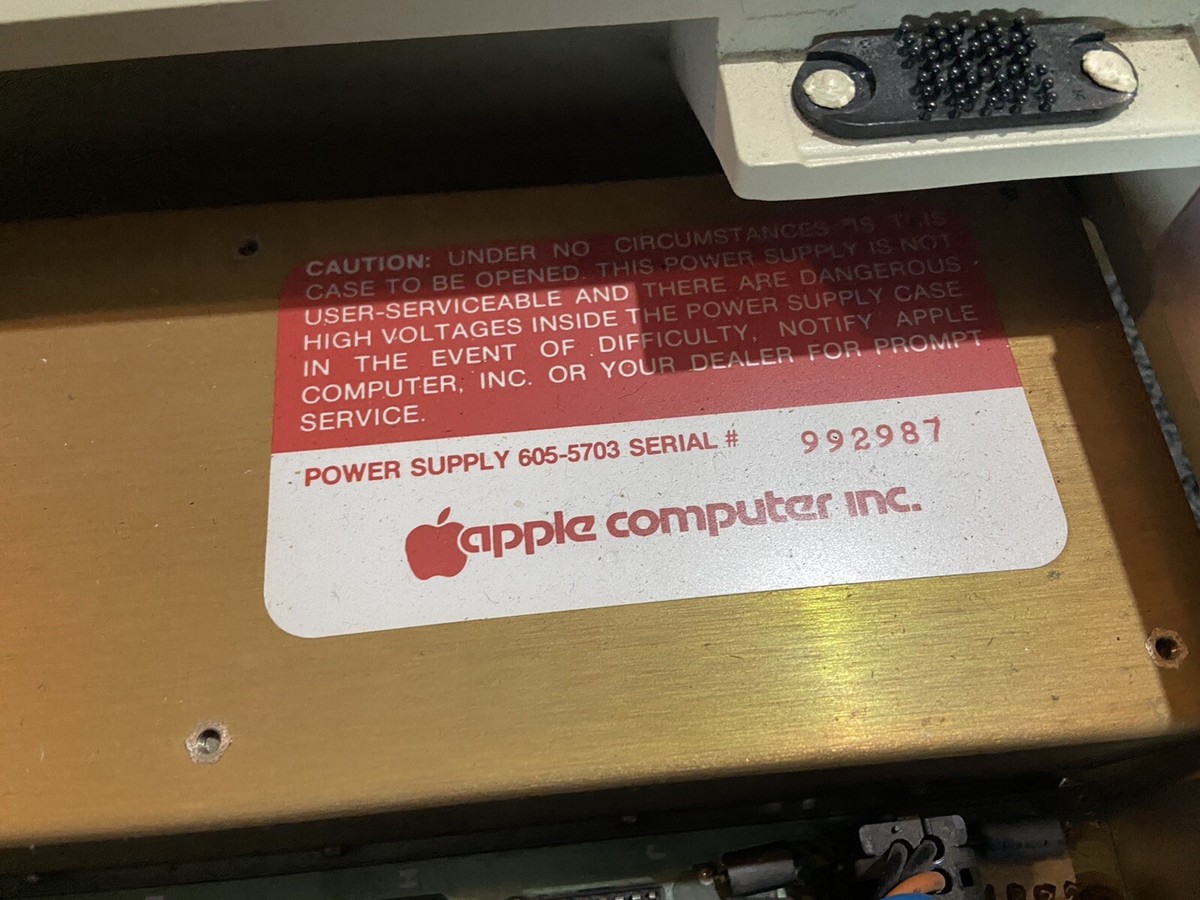 CAUTION: UNDER NO CIRCUMSTANCES IS THIS
CASE TO BE OPENED. THIS POWER SUPPLY IS NOT
USER-SERVICEABLE AND THERE ARE DANGEROUS
HIGH VOLTAGES INSIDE THE POWER SUPPLY CASE
IN THE EVENT OF DIFFICULTY, NOTIFY APPLE
COMPUTER, INC. OR YOUR DEALER FOR PROMPT
SERVICE.
POWER SUPPLY 605-5703 SERIAL # 992987
apple computer inc.